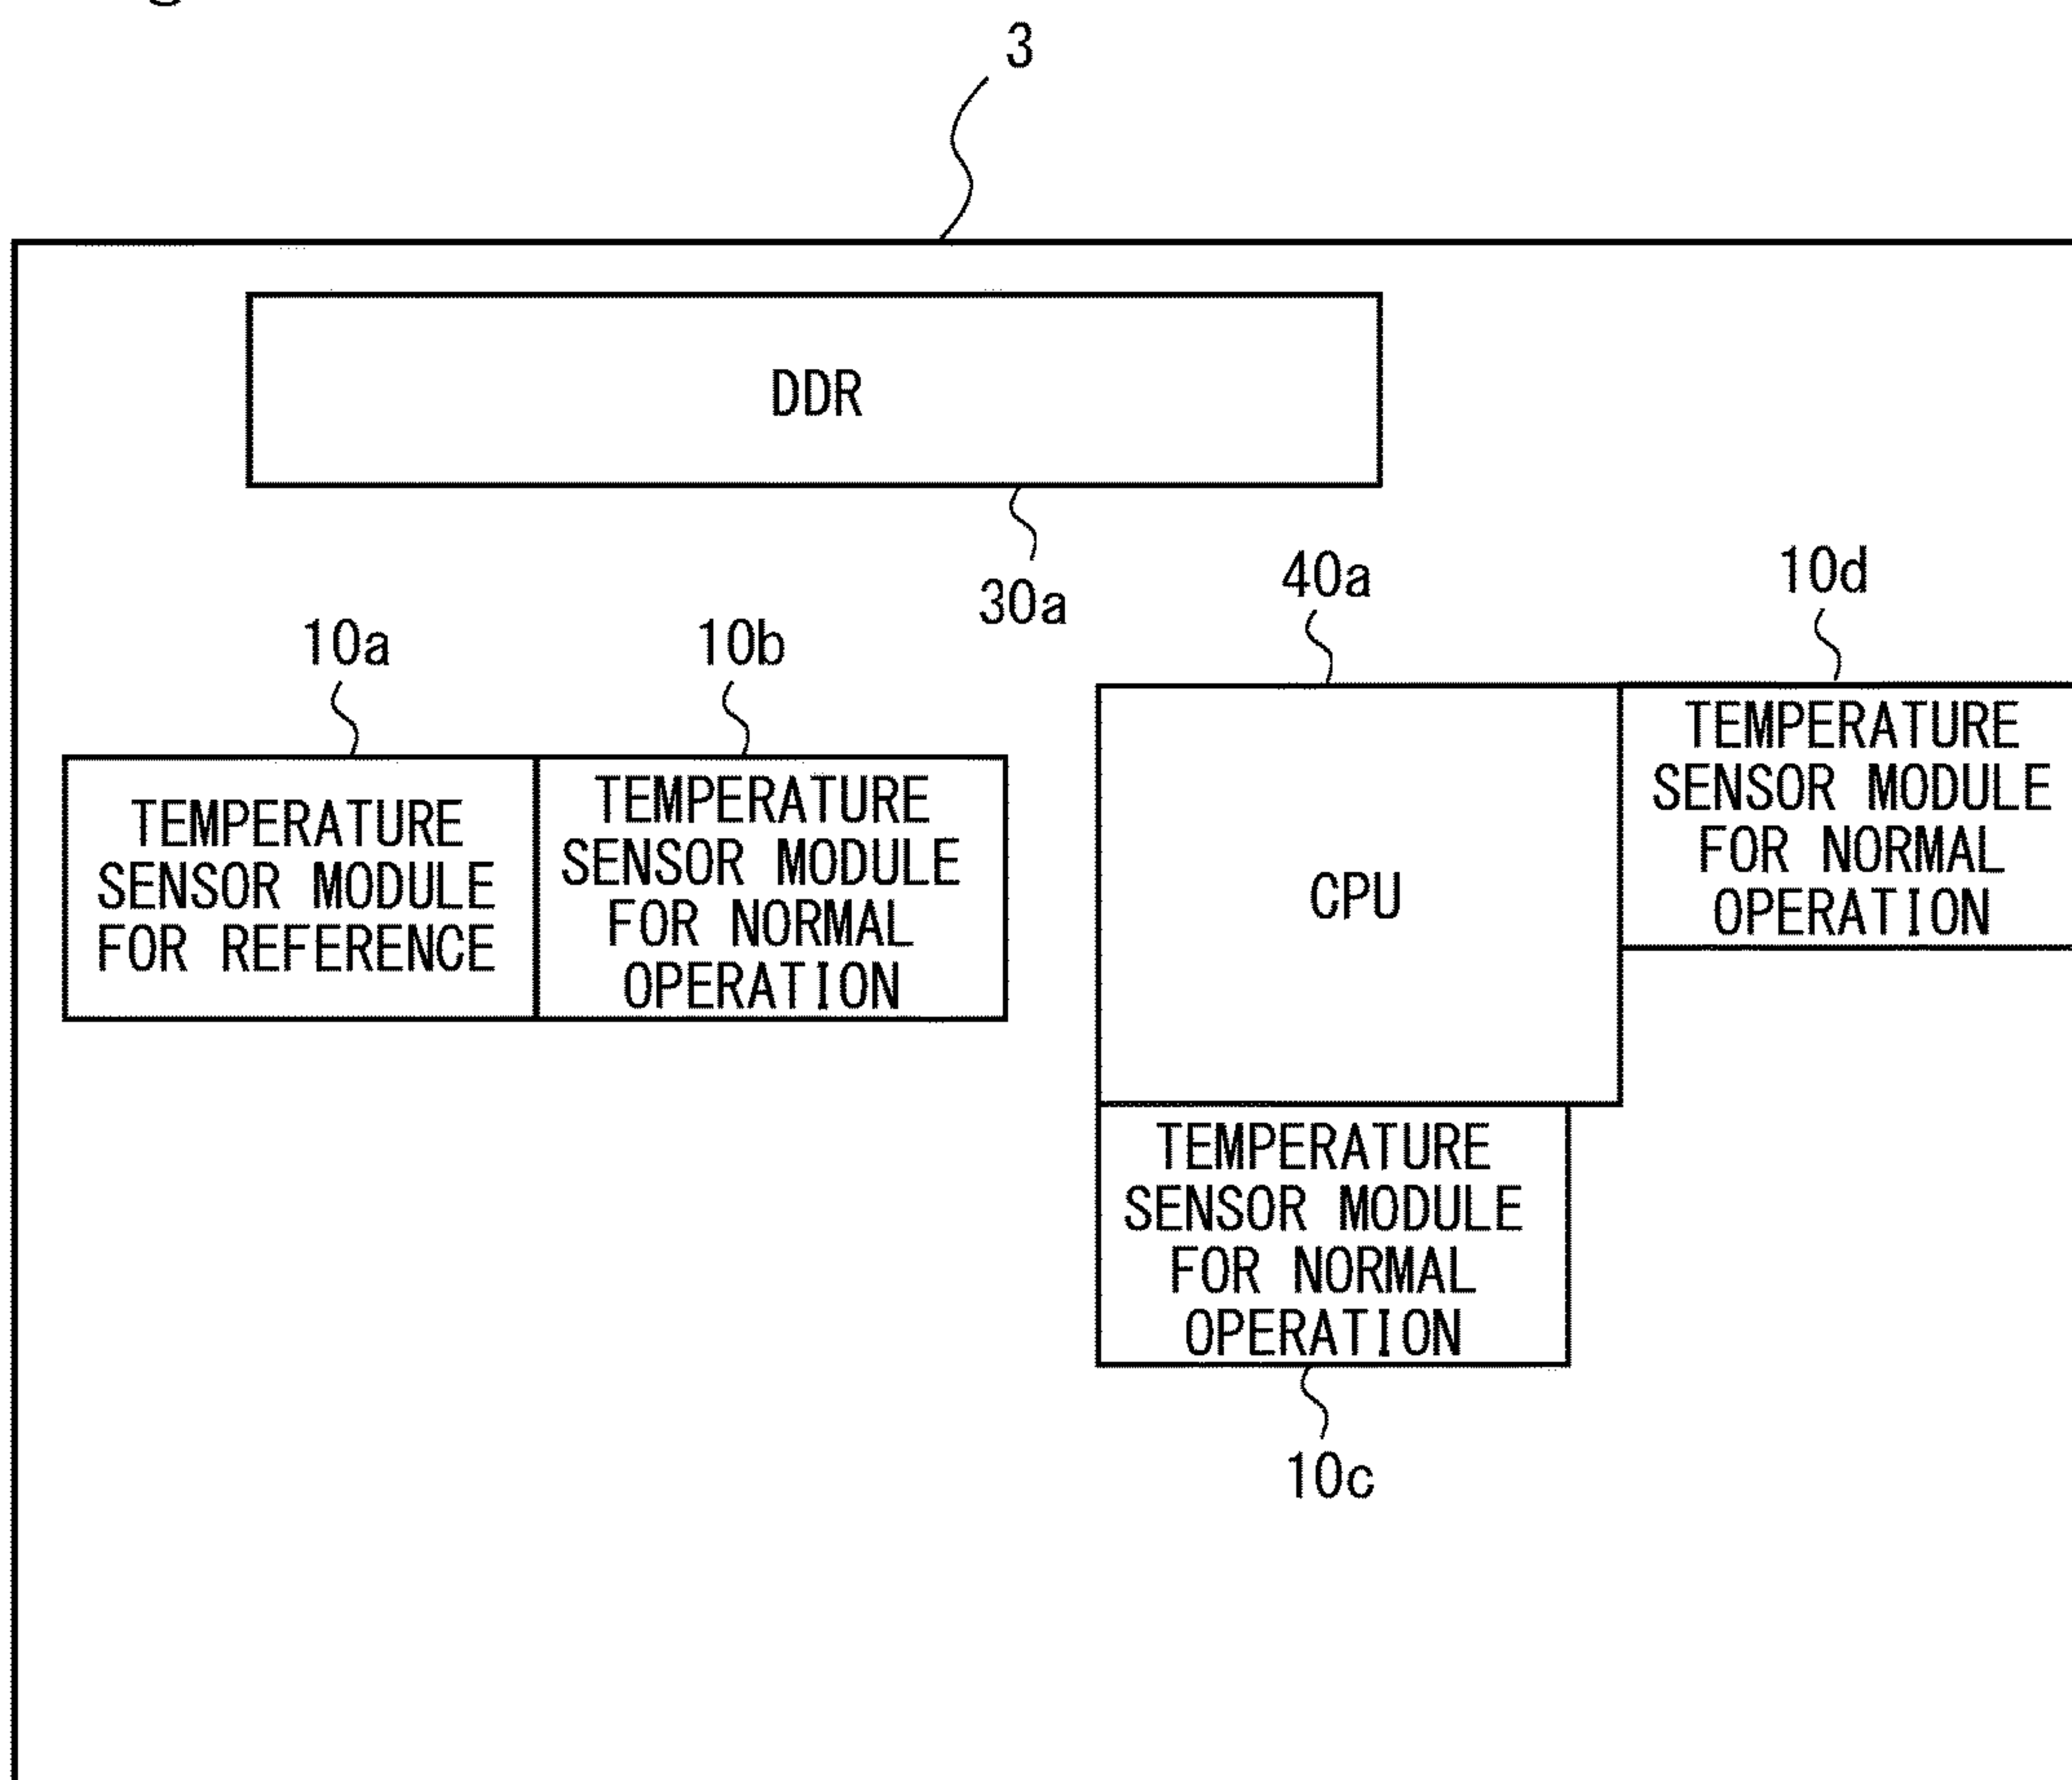 3
DDR
30a
40a
10d
10a
10b
TEMPERATURE
SENSOR MODULE
FOR REFERENCE
TEMPERATURE
SENSOR MODULE
FOR NORMAL
OPERATION
CPU
TEMPERATURE
SENSOR MODULE
FOR NORMAL
OPERATION
TEMPERATURE
SENSOR MODULE
FOR NORMAL
OPERATION
10c